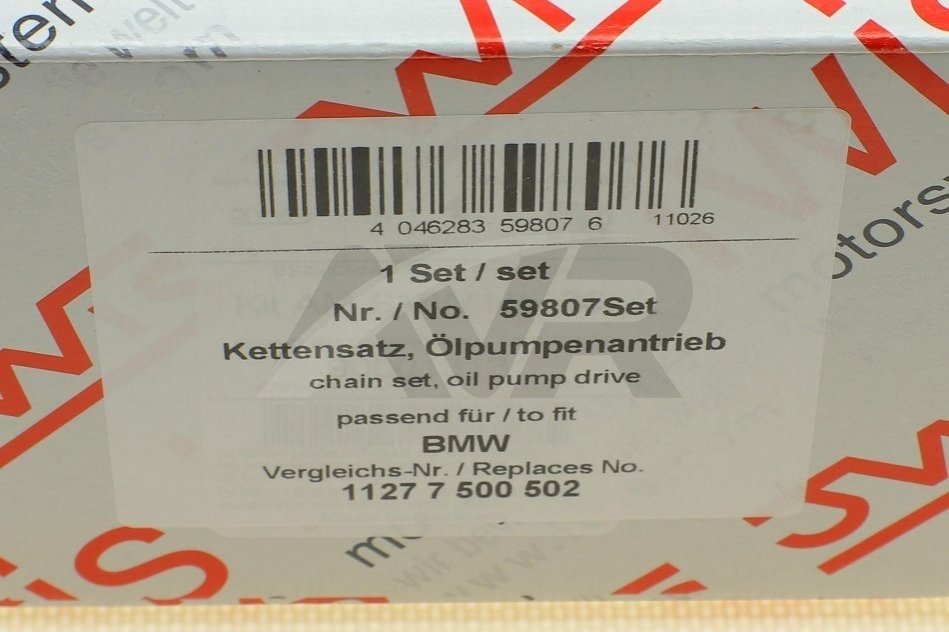 motorsy
4 046283 59807 6 11026
1 Set / set
Nr. / No. 59807Set
Kettensatz, Ölpumpenantrieb
chain set, oil pump drive
passend für / to fit
BMW
Vergleichs-Nr. / Replaces No.
1127 7 500 502